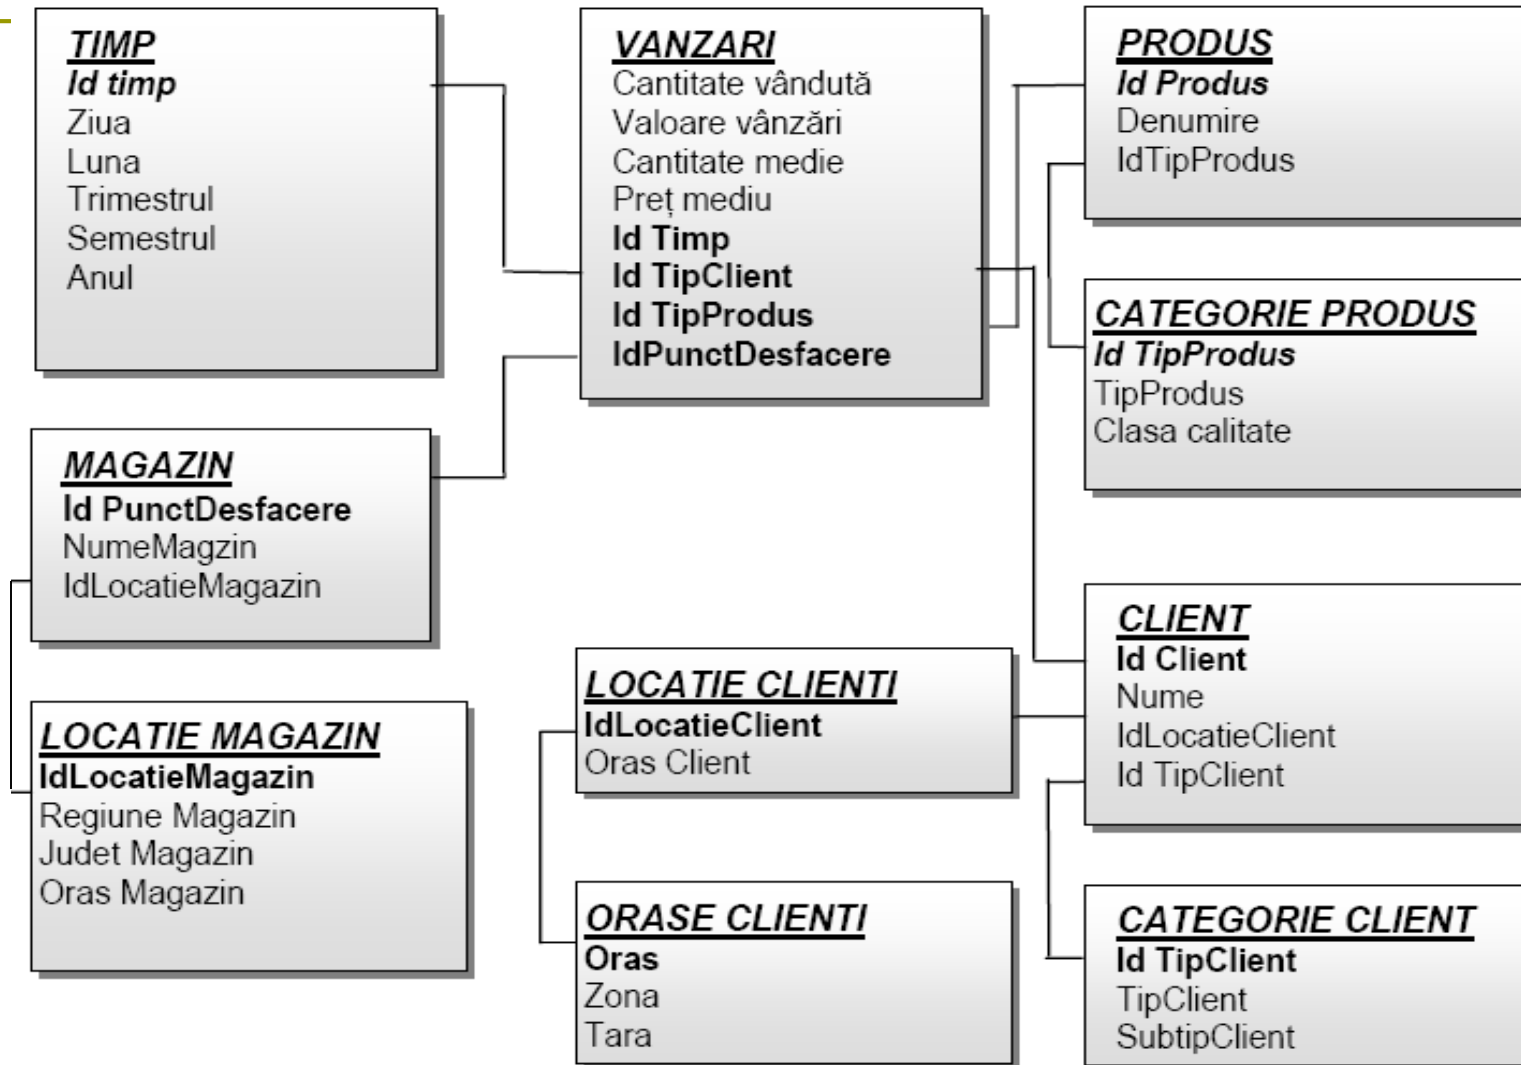 TIMP
Id timp
Ziua
Luna
Trimestrul
Semestrul
Anul
VANZARI
Cantitate vândută
Valoare vânzări
Cantitate medie
Preț mediu
Id Timp
Id TipClient
Id TipProdus
IdPunctDesfacere
PRODUS
Id Produs
Denumire
IdTipProdus
CATEGORIE PRODUS
Id TipProdus
TipProdus
Clasa calitate
MAGAZIN
Id PunctDesfacere
NumeMagzin
IdLocatieMagazin
LOCATIE MAGAZIN
IdLocatieMagazin
Regiune Magazin
Judet Magazin
Oras Magazin
LOCATIE CLIENTI
IdLocatieClient
Oras Client
ORASE CLIENTI
Oras
Zona
Tara
CLIENT
Id Client
Nume
IdLocatieClient
Id TipClient
CATEGORIE CLIENT
Id TipClient
TipClient
SubtipClient